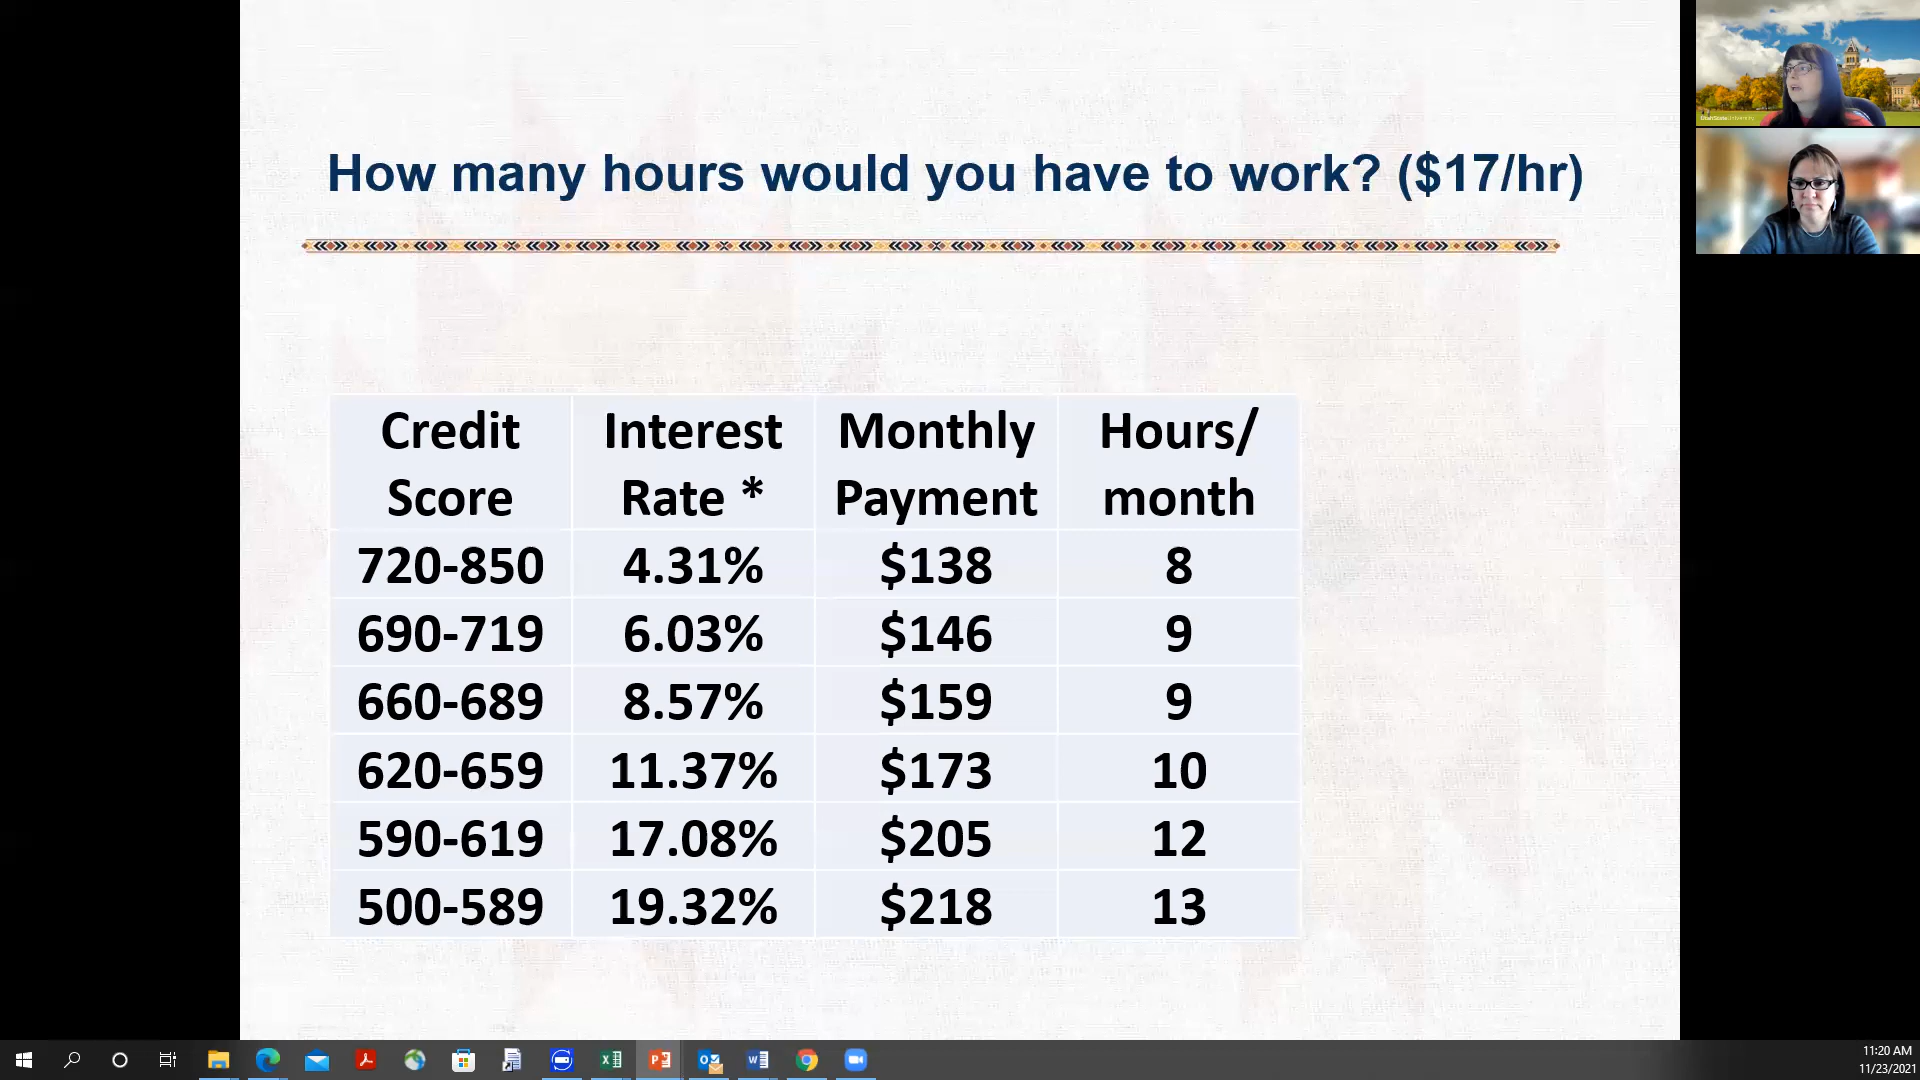 How many hours would you have to work? ($17/hr)
Credit Score Interest Rate * Monthly Payment Hours/ month
720-850 4.31% $138 8
690-719 6.03% $146 9
660-689 8.57% $159 9
620-659 11.37% $173 10
590-619 17.08% $205 12
500-589 19.32% $218 13
UtahStateUniversity
11:20 AM
11/23/2021